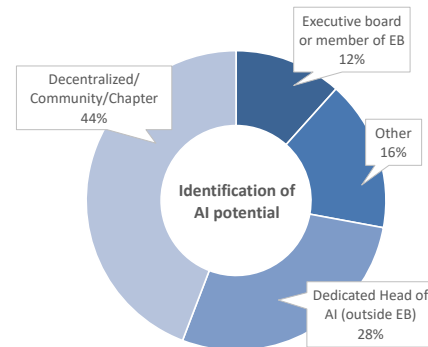 Executive board
or member of EB
12%
Decentralized/
Community/Chapter
44%
Other
16%
Identification of
AI potential
Dedicated Head of
AI (outside EB)
28%